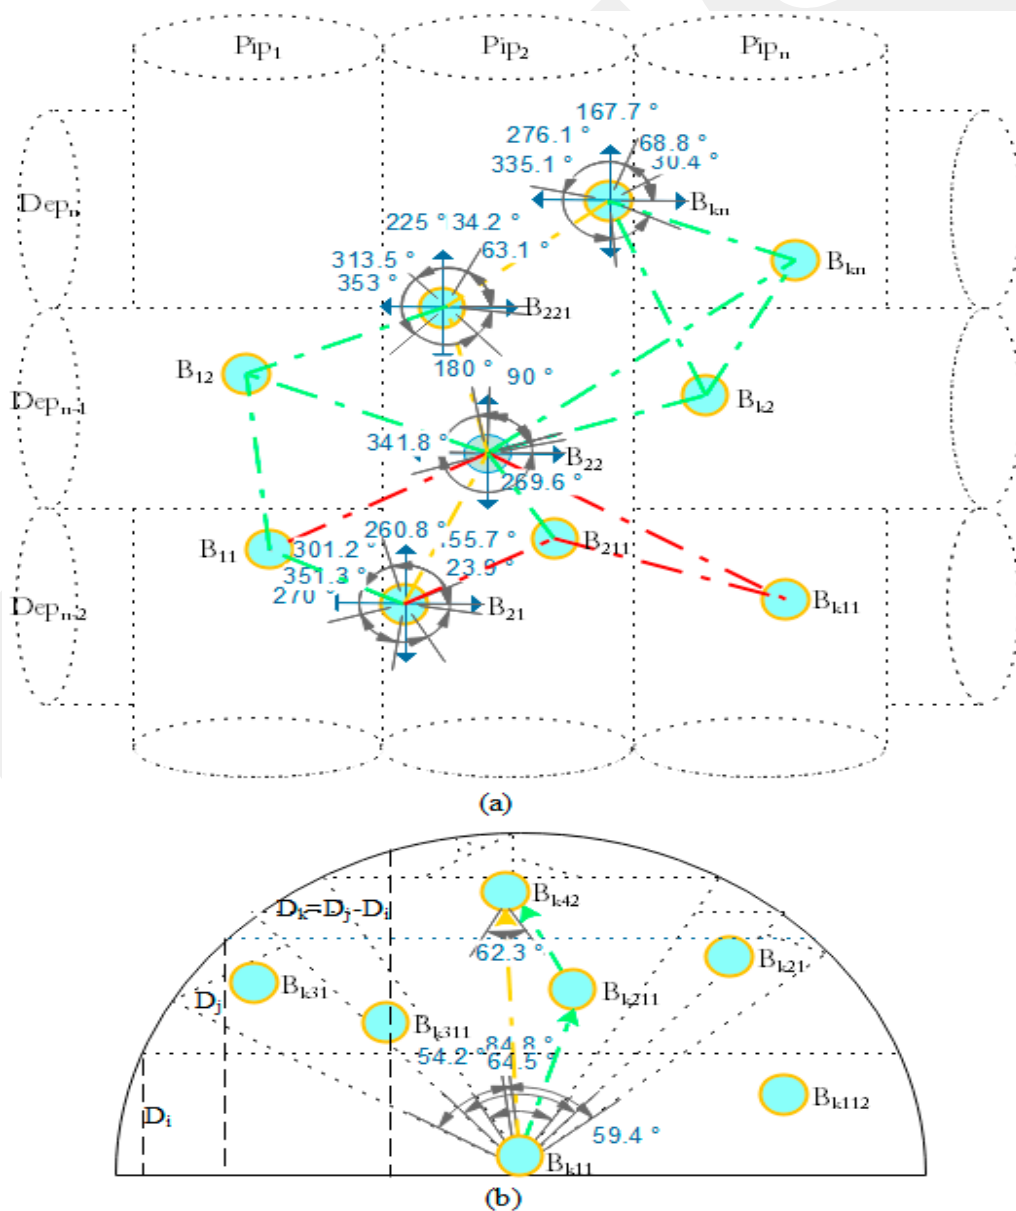 Pip₁ Pip₂ Pipₙ
167.7 °
276.1 ° 68.8 °
335.1 ° 30.4 °
Depₙ Bₖₙ
225 ° 34.2 °
63.1 °
313.5 ° Bₖₙ
353 °
B₂₂₁
B₁₂ 180 ° 90 °
Depₙ₋₁ Bₖ₂
341.8 °
B₂₂
269.6 °
260.8 ° 55.7 °
B₁₁ 301.2 ° B₂₁₁
351.3 ° 23.9 °
270 °
Depₙ₋₂ B₂₁ Bₖ₁₁
(a)
Bₖ₄₂
Dₖ=Dⱼ-Dᵢ
62.3 °
Bₖ₂₁
Bₖ₃₁ Bₖ₂₁₁
Dⱼ
Bₖ₃₁₁
84.8 °
54.2 ° 64.5 °
Dᵢ Bₖ₁₁₂
59.4 °
Bₖ₁₁
(b)